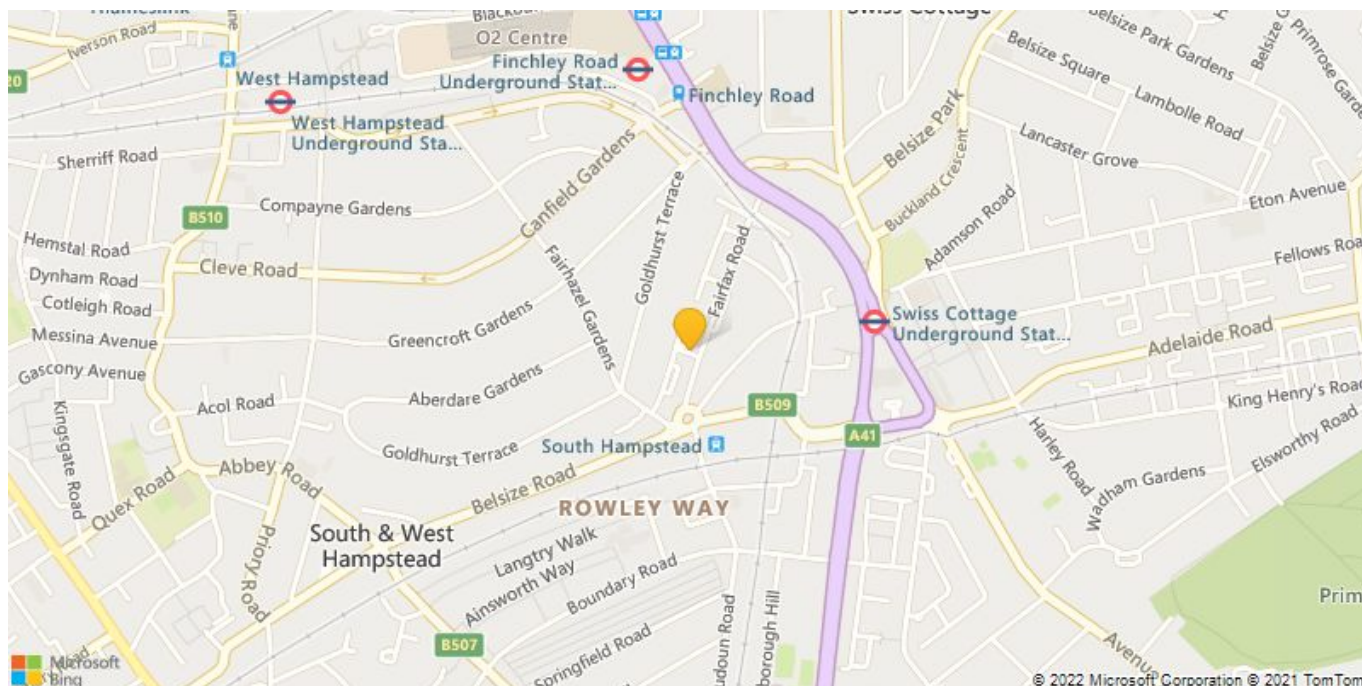 Iverson Road
Swiss Cottage
O2 Centre
Belsize Park Gardens
Belsize Square
Finchley Road
Underground Stat...
West Hampstead
Finchley Road
Lambolle Road
West Hampstead
Underground Sta...
Belsize Park
Lancaster Grove
Sherriff Road
Buckland Crescent
Compayne Gardens
Canfield Gardens
Goldhurst Terrace
Eton Avenue
B510
Adamson Road
Hemstal Road
Fairfax Road
Fellows Roa
Cleve Road
Fairhazel Gardens
Dynham Road
Cotleigh Road
Swiss Cottage
Underground Stat...
Messina Avenue
Greencroft Gardens
Adelaide Road
Gascony Avenue
Aberdare Gardens
King Henry's Road
Acol Road
B509
Kingsgate Road
A41
South Hampstead
Goldhurst Terrace
Harley Road
Elsworthy Road
Abbey Road
Quex Road
Belsize Road
Wadham Gardens
ROWLEY WAY
South & West
Hampstead
Langtry Walk
Priory Road
Ainsworth Way
Boundary Road
Prim
B507
Springfield Road
Avenue
Microsoft
Bing
© 2022 Microsoft Corporation © 2021 TomTom